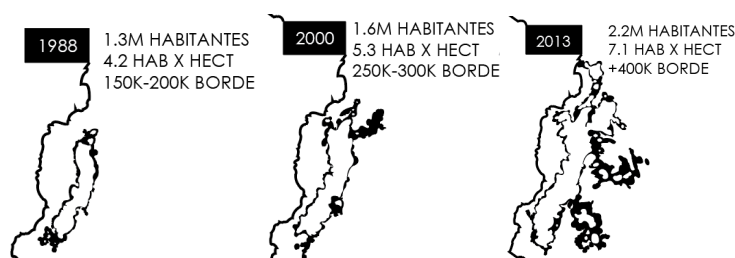 1988
1.3M HABITANTES
4.2 HAB X HECT
150K-200K BORDE
2000
1.6M HABITANTES
5.3 HAB X HECT
250K-300K BORDE
2013
2.2M HABITANTES
7.1 HAB X HECT
+400K BORDE